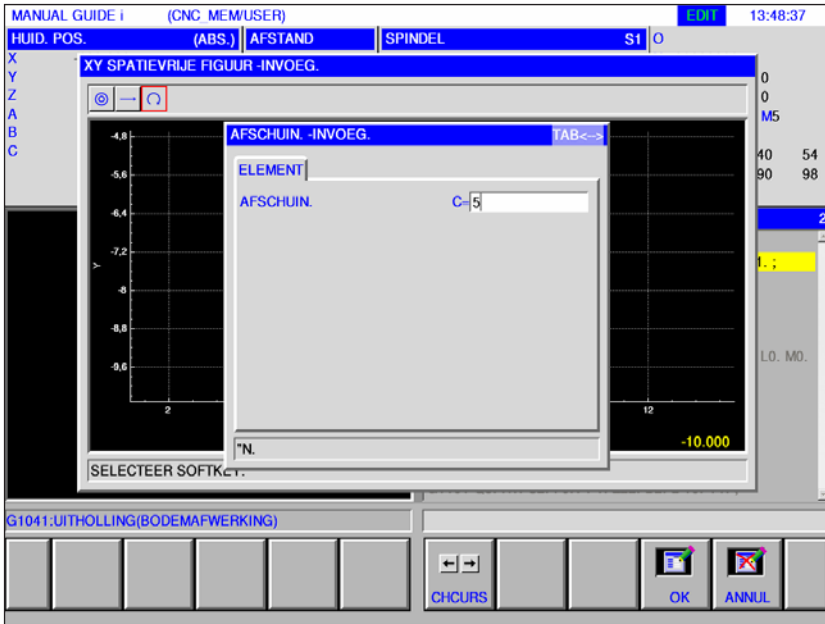 MANUAL GUIDE i (CNC_MEM/USER) EDIT 13:48:37
HUID. POS. (ABS.) AFSTAND SPINDEL S1 O
X
Y 0
Z 0
A M5
B
C 40 54
90 98
XY SPATIEVRIJE FIGUUR -INVOEG.
AFSCHUIN. -INVOEG. TAB<-->
ELEMENT
AFSCHUIN. C= 5
-4,8
-5,6
-6,4
-7,2
Y
-8
-8,8
-9,6
2 12
-10.000
"N.
SELECTEER SOFTKEY.
2
1. ;
L0. M0.
G1041:UITHOLLING(BODEMAFWERKING)
CHCURS OK ANNUL